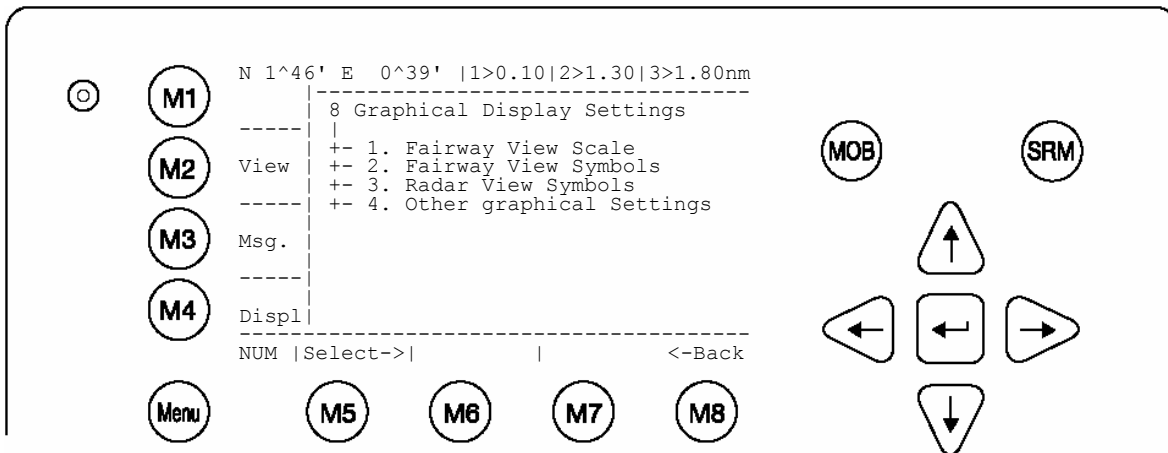 N 1^46' E  0^39' |1>0.10|2>1.30|3>1.80nm
M1
8 Graphical Display Settings
+- 1. Fairway View Scale
MOB
SRM
M2
View
+- 2. Fairway View Symbols
+- 3. Radar View Symbols
+- 4. Other graphical Settings
M3
Msg.
M4
Displ
NUM |Select->|          |          <-Back
Menu
M5
M6
M7
M8